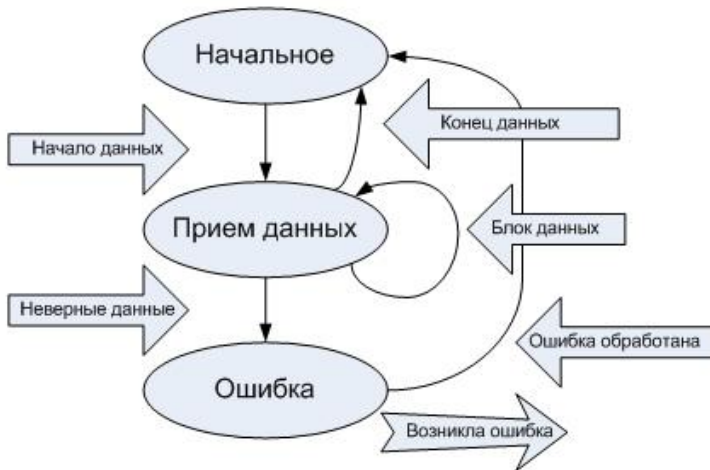 Начальное
Конец данных
Начало данных
Прием данных
Блок данных
Неверные данные
Ошибка обработана
Ошибка
Возникла ошибка